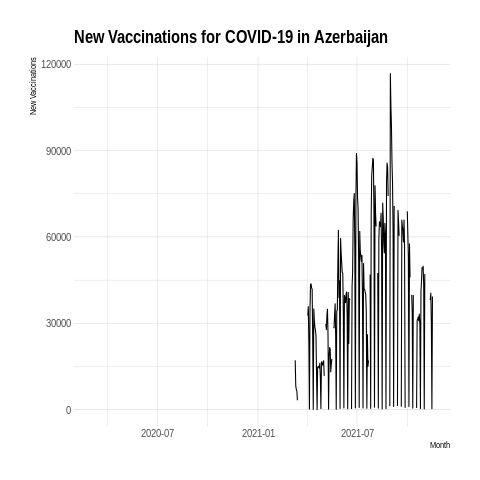 New Vaccinations for COVID-19 in Azerbaijan
New Vaccinations
120000
90000
60000
30000
0
2020-07
2021-01
2021-07
Month